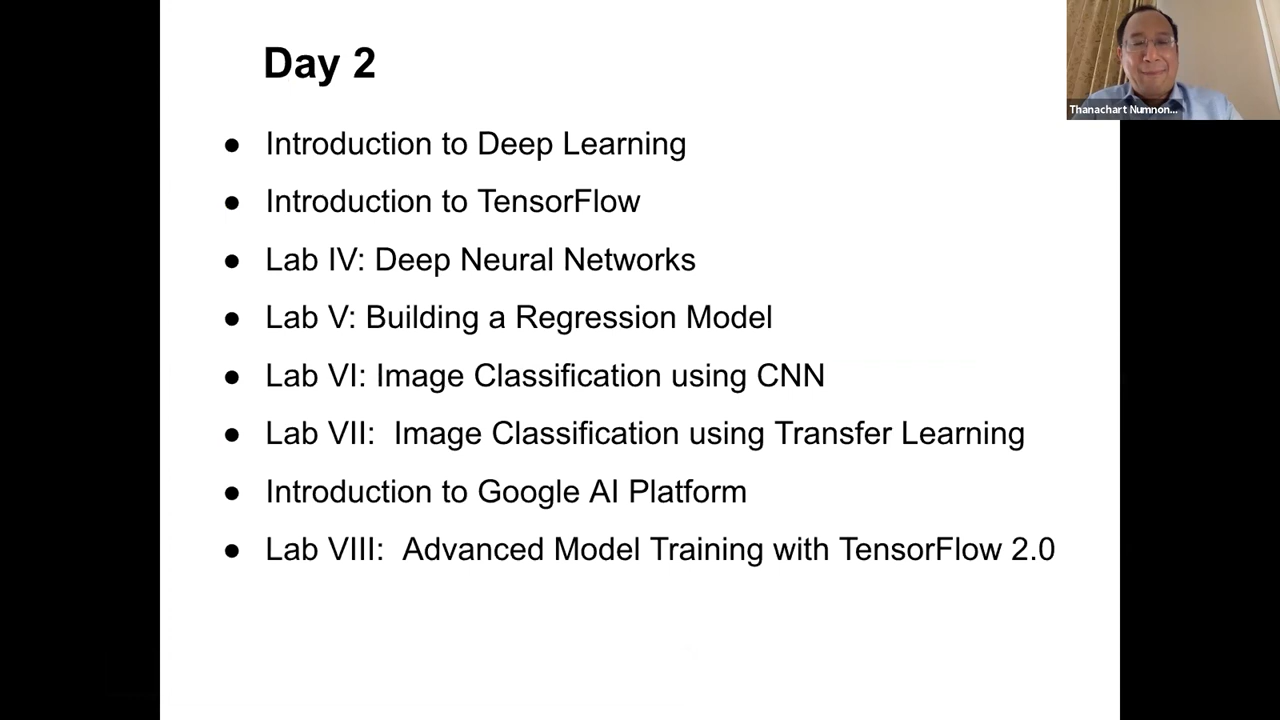 Day 2
● Introduction to Deep Learning
● Introduction to TensorFlow
● Lab IV: Deep Neural Networks
● Lab V: Building a Regression Model
● Lab VI: Image Classification using CNN
● Lab VII:  Image Classification using Transfer Learning
● Introduction to Google AI Platform
● Lab VIII:  Advanced Model Training with TensorFlow 2.0
Thanachart Numnon...